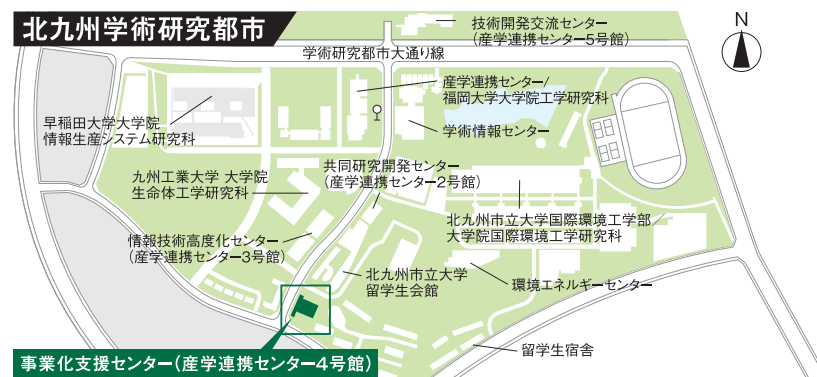 北九州学術研究都市
技術開発交流センター
(産学連携センター5号館)
N
学術研究都市大通り線
産学連携センター/
福岡大学大学院工学研究科
早稲田大学大学院
情報生産システム研究科
学術情報センター
九州工業大学 大学院
生命体工学研究科
共同研究開発センター
(産学連携センター2号館)
北九州市立大学国際環境工学部/
大学院国際環境工学研究科
情報技術高度化センター
(産学連携センター3号館)
北九州市立大学
留学生会館
環境エネルギーセンター
留学生宿舎
事業化支援センター(産学連携センター4号館)